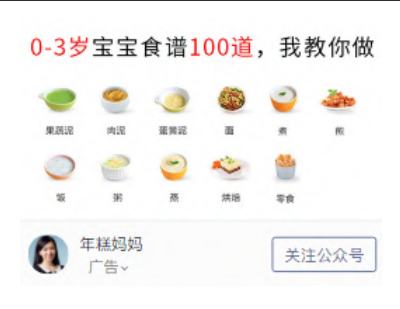 0-3岁宝宝食谱100道，我教你做
果蔬泥 肉泥 蛋黄泥 面 煮 煎
饭 粥 蒸 烘焙 零食
年糕妈妈
广告
关注公众号